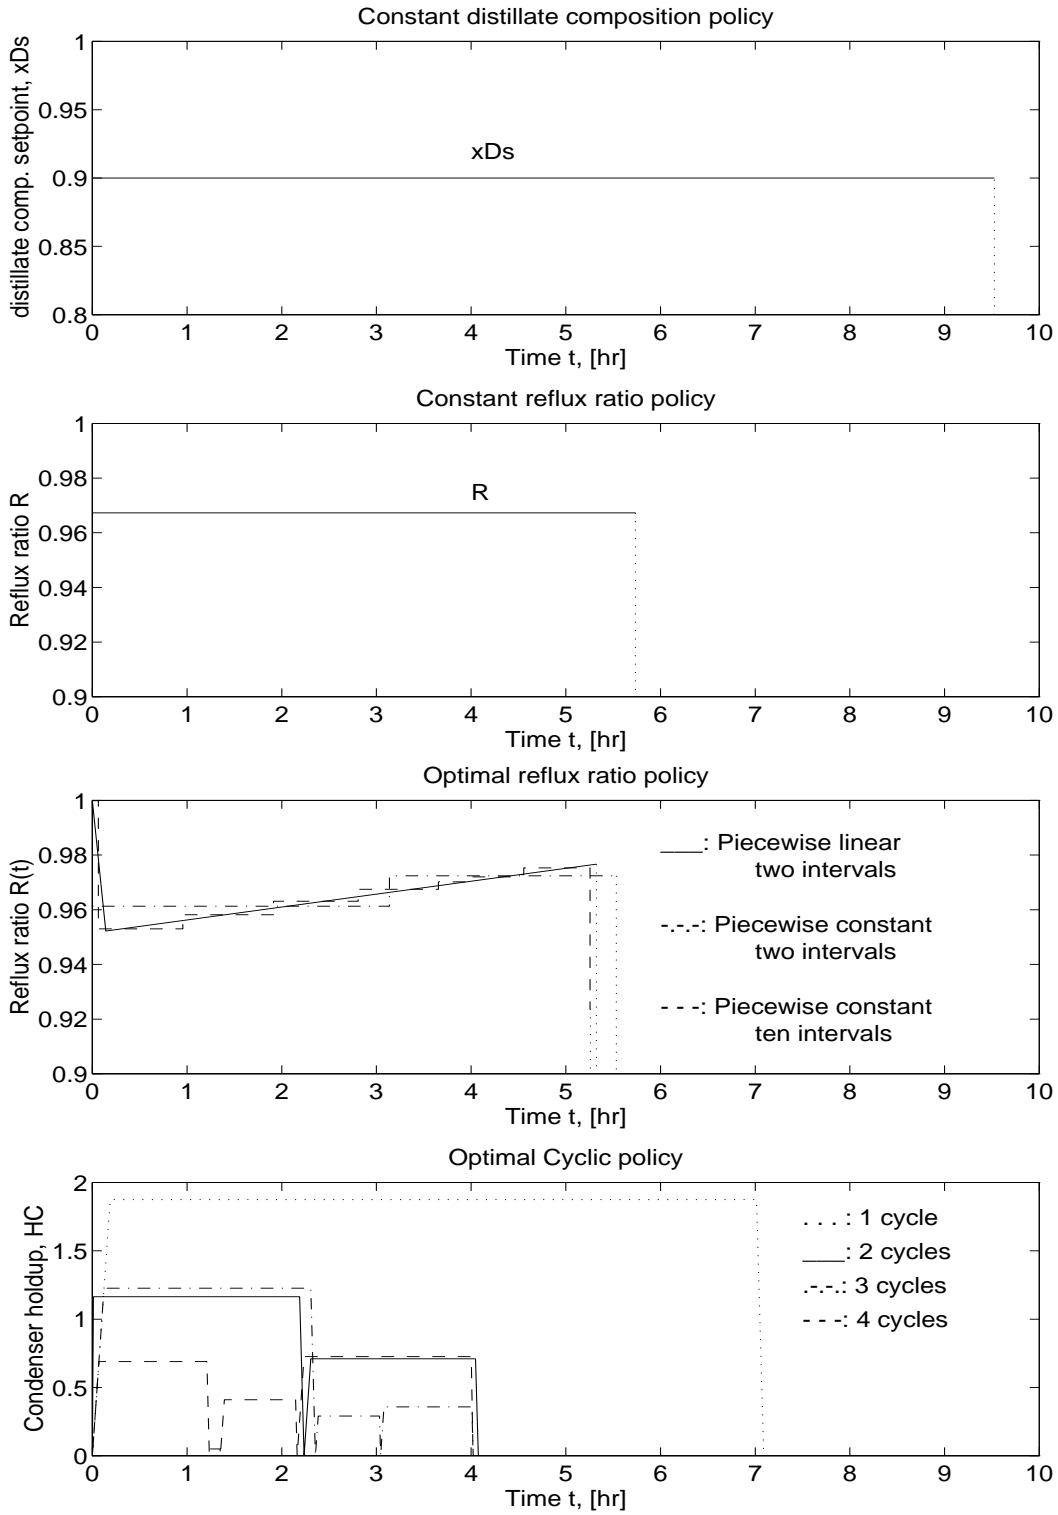 Constant distillate composition policy
distillate comp. setpoint, xDs
1
0.95
0.9
0.85
0.8
xDs
0 1 2 3 4 5 6 7 8 9 10
Time t, [hr]
Constant reflux ratio policy
Reflux ratio R
1
0.98
0.96
0.94
0.92
0.9
R
0 1 2 3 4 5 6 7 8 9 10
Time t, [hr]
Optimal reflux ratio policy
Reflux ratio R(t)
1
0.98
0.96
0.94
0.92
0.9
___: Piecewise linear
two intervals
-.-.-: Piecewise constant
two intervals
- - -: Piecewise constant
ten intervals
0 1 2 3 4 5 6 7 8 9 10
Time t, [hr]
Optimal Cyclic policy
Condenser holdup, HC
2
1.5
1
0.5
0
. . . : 1 cycle
___: 2 cycles
.-.-.: 3 cycles
- - -: 4 cycles
0 1 2 3 4 5 6 7 8 9 10
Time t, [hr]